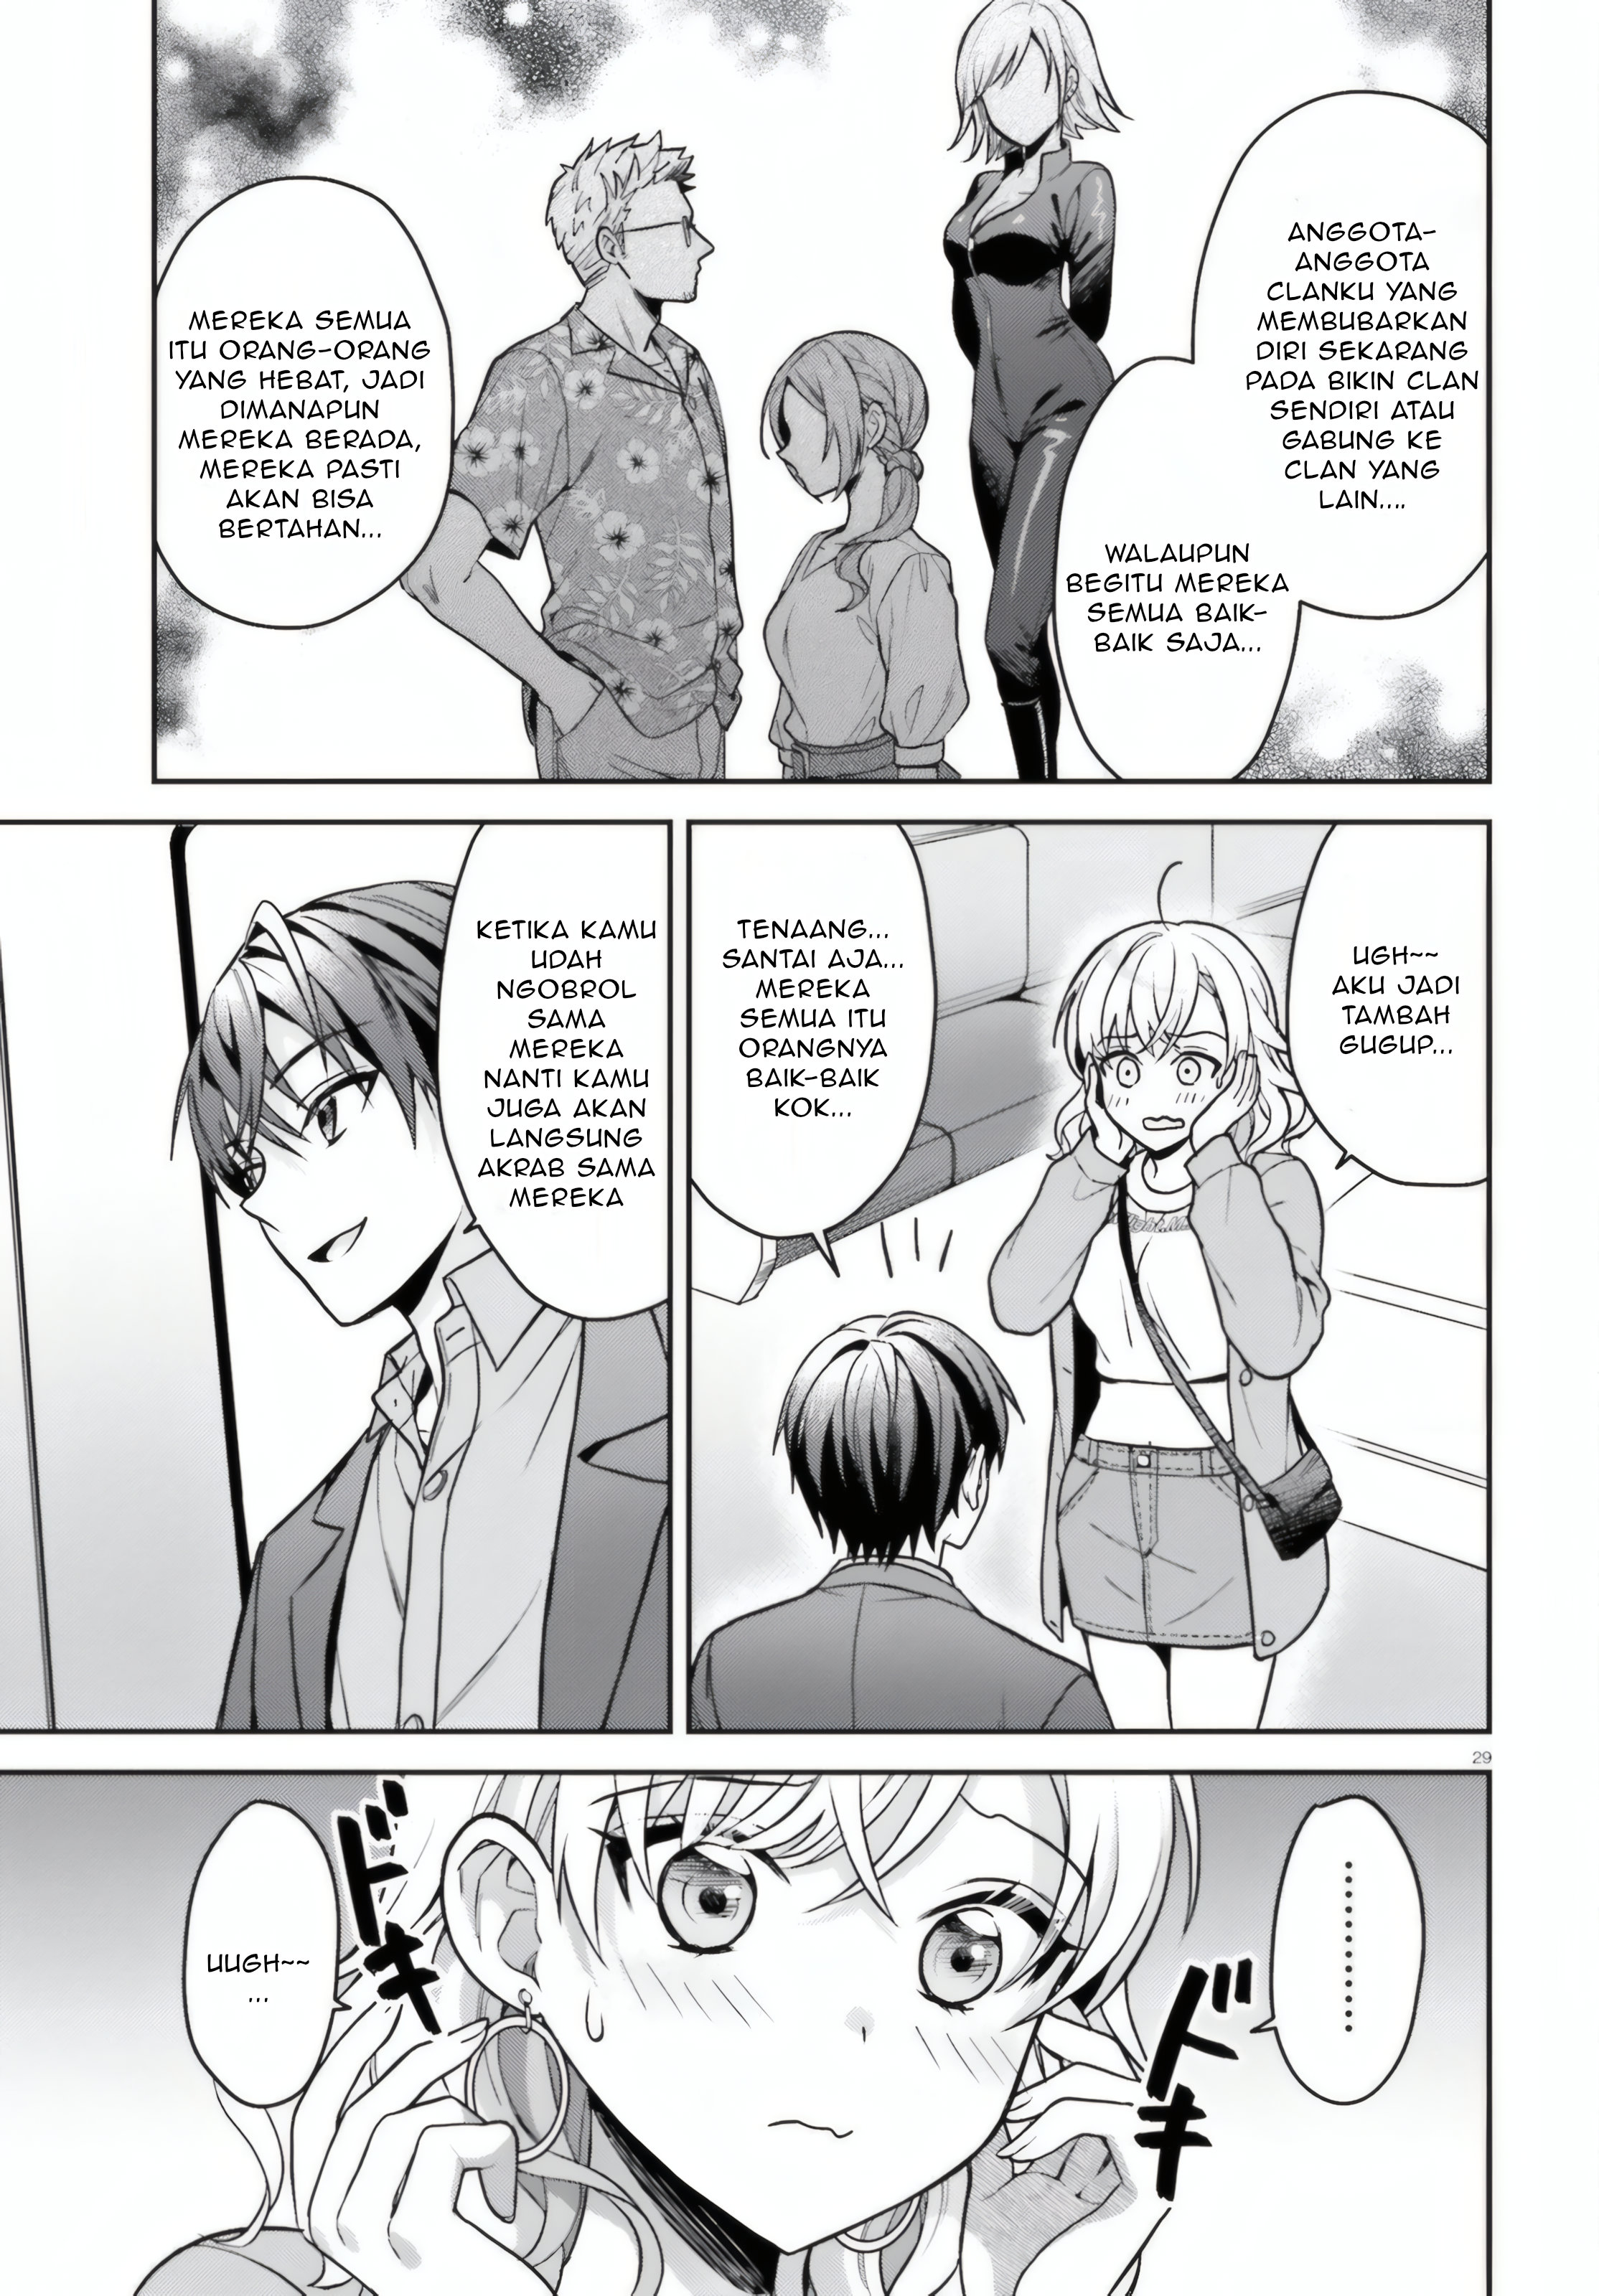 ANGGOTA-
ANGGOTA
CLANKU YANG
MEMBUBARKAN
DIRI SEKARANG
PADA BIKIN CLAN
SENDIRI ATAU
GABUNG KE
CLAN YANG
LAIN....
WALAUPUN
BEGITU MEREKA
SEMUA BAIK-
BAIK SAJA...
MEREKA SEMUA
ITU ORANG-ORANG
YANG HEBAT, JADI
DIMANAPUN
MEREKA BERADA,
MEREKA PASTI
AKAN BISA
BERTAHAN...
UGH~~
AKU JADI
TAMBAH
GUGUP...
TENAANG...
SANTAI AJA...
MEREKA
SEMUA ITU
ORANGNYA
BAIK-BAIK
KOK...
KETIKA KAMU
UDAH
NGOBROL
SAMA
MEREKA
NANTI KAMU
JUGA AKAN
LANGSUNG
AKRAB SAMA
MEREKA
29
..........
ドキ
ドキ
UUGH~~
...